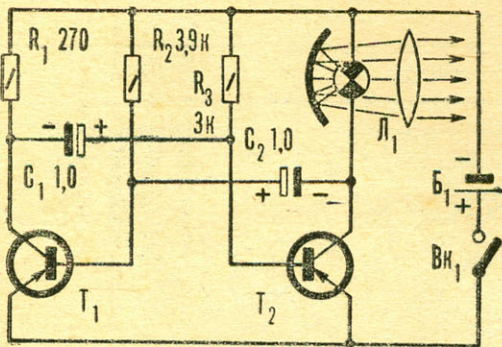 R₁ 270
R₂ 3,9к
R₃
3к
C₁ 1,0
C₂ 1,0
Л₁
Б₁
Вк₁
T₁
T₂
- +
+ -
-
+